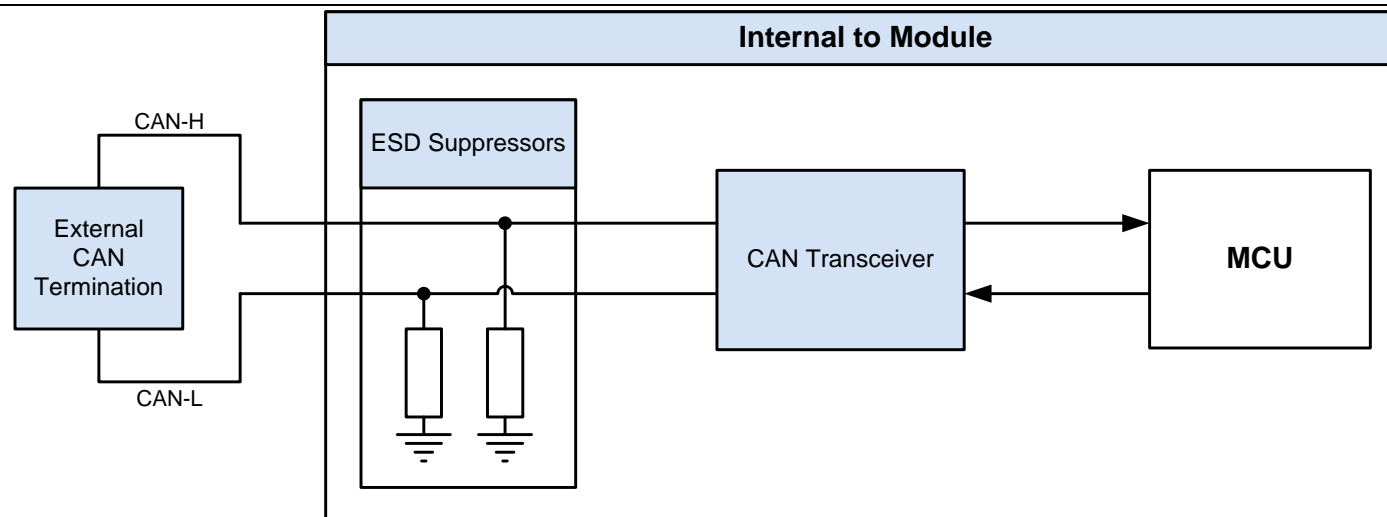 Internal to Module
CAN-H
ESD Suppressors
External
CAN
Termination
CAN Transceiver
MCU
CAN-L